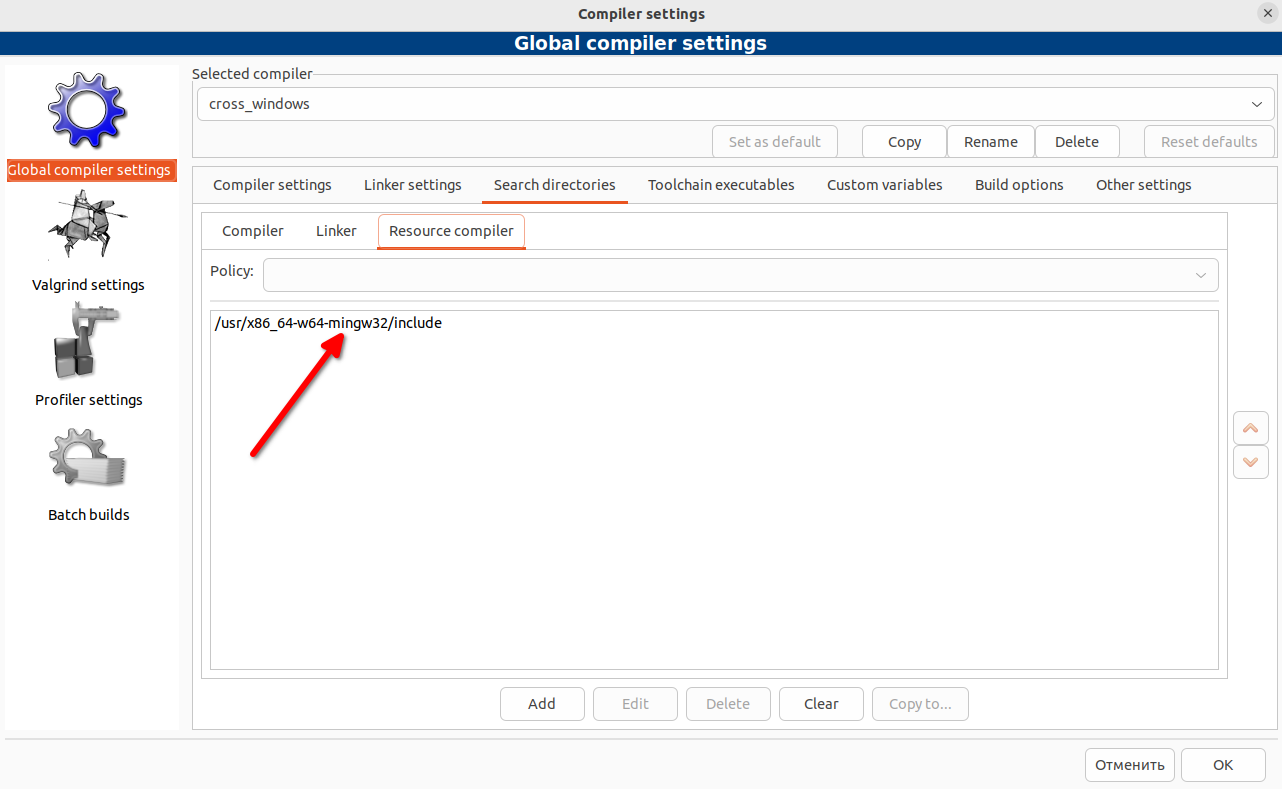 Compiler settings
Global compiler settings
Global compiler settings
Valgrind settings
Profiler settings
Batch builds
Selected compiler
cross_windows
Set as default Copy Rename Delete Reset defaults
Compiler settings Linker settings Search directories Toolchain executables Custom variables Build options Other settings
Compiler Linker Resource compiler
Policy:
/usr/x86_64-w64-mingw32/include
Add Edit Delete Clear Copy to...
Отменить OK